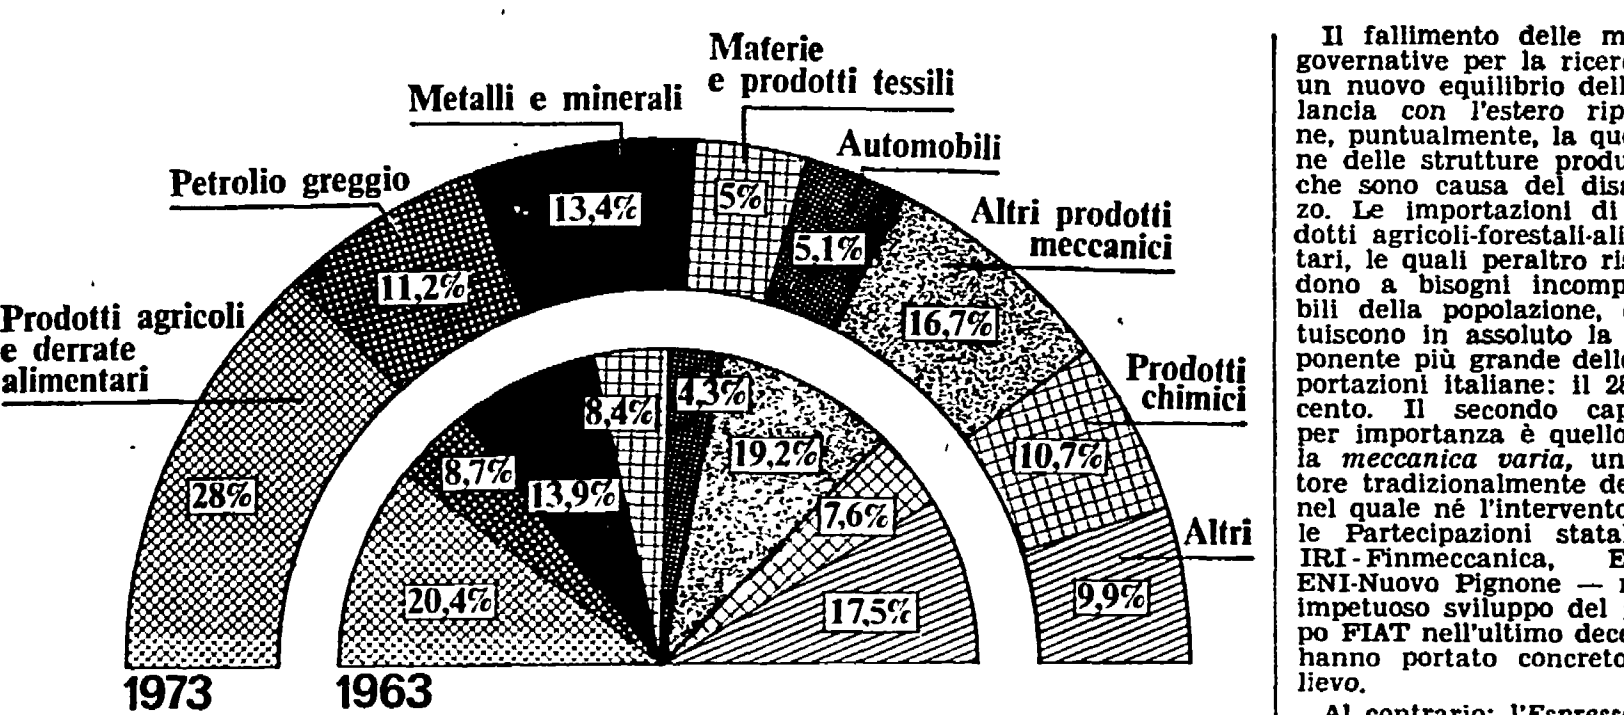 Materie
e prodotti tessili
Metalli e minerali
Automobili
Petrolio greggio
Altri prodotti
meccanici
Prodotti agricoli
e derrate
alimentari
Prodotti
chimici
Altri
28%
11,2%
13,4%
5%
5,1%
16,7%
10,7%
9,9%
20,4%
8,7%
13,9%
8,4%
4,3%
19,2%
7,6%
17,5%
1973
1963
Il fallimento delle m
governative per la ricer
un nuovo equilibrio del
lancia con l'estero rip
ne, puntualmente, la qu
ne delle strutture produ
che sono causa del disa
zo. Le importazioni di
dotti agricoli-forestali-ali
tari, le quali peraltro ri
dono a bisogni incomp
bili della popolazione,
tuiscono in assoluto la
ponente più grande dell
portazioni italiane: il 2
cento. Il secondo cap
per importanza è quello
la meccanica varia, un
tore tradizionalmente de
nel quale né l'intervento
le Partecipazioni stata
IRI - Finmeccanica, E
ENI-Nuovo Pignone —
impetuoso sviluppo del
po FIAT nell'ultimo dece
hanno portato concreto
lievo.
Al contrario: l'Espress